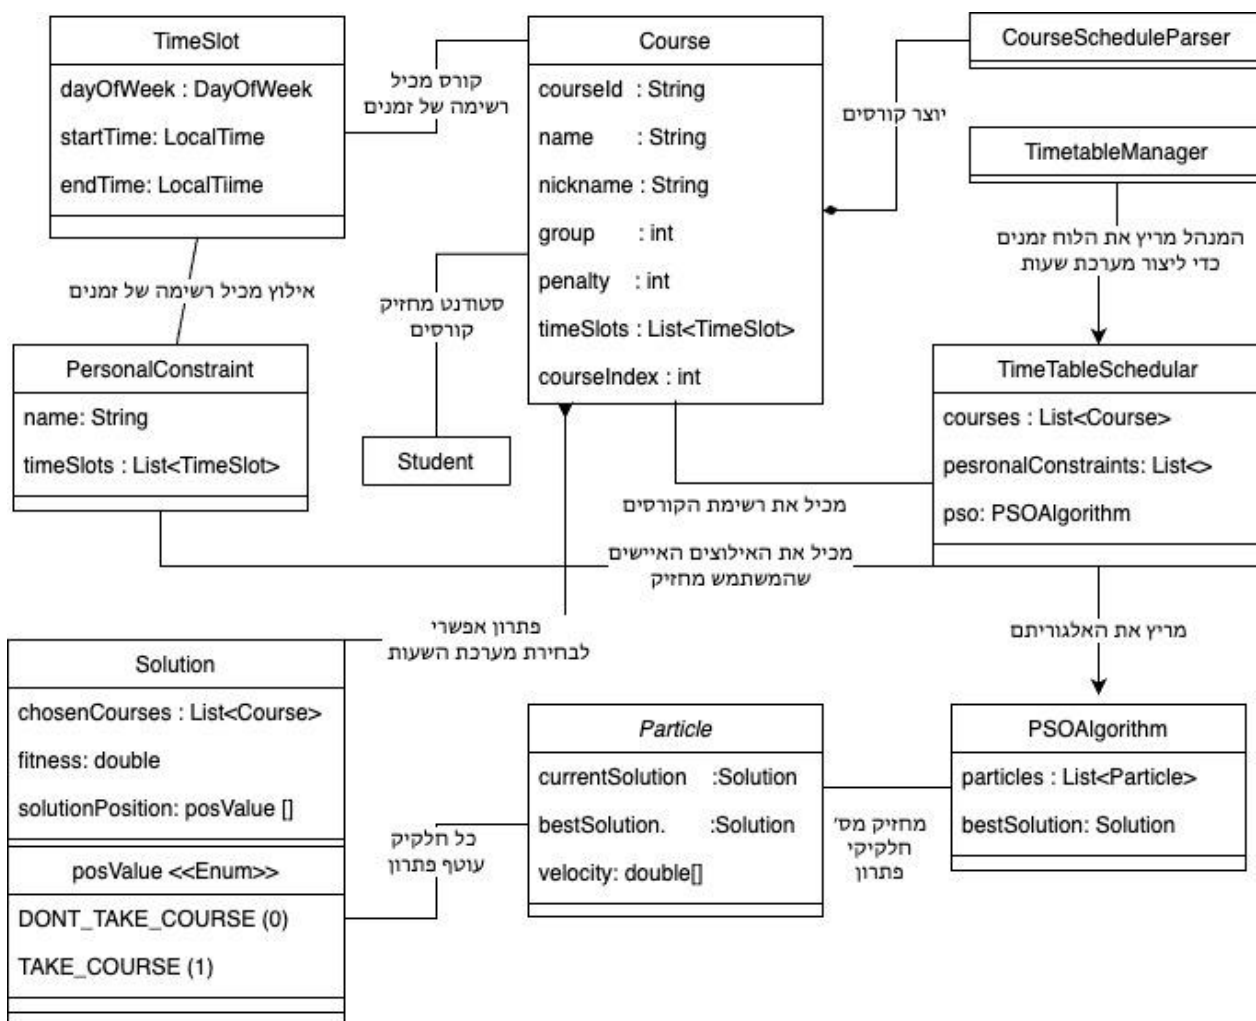 TimeSlot
dayOfWeek : DayOfWeek
startTime: LocalTime
endTime: LocalTiime
קורס מכיל
רשימה של זמנים
Course
courseId : String
name : String
nickname : String
group : int
penalty : int
timeSlots : List<TimeSlot>
courseIndex : int
CourseScheduleParser
יוצר קורסים
TimetableManager
המנהל מריץ את הלוח זמנים
כדי ליצור מערכת שעות
אילוץ מכיל רשימה של זמנים
סטודנט מחזיק
קורסים
PersonalConstraint
name: String
timeSlots : List<TimeSlot>
Student
TimeTableSchedular
courses : List<Course>
pesronalConstraints: List<>
pso: PSOAlgorithm
מכיל את רשימת הקורסים
מכיל את האילוצים האיישים
שהמשתמש מחזיק
פתרון אפשרי
לבחירת מערכת השעות
מריץ את האלגוריתם
Solution
chosenCourses : List<Course>
fitness: double
solutionPosition: posValue []
posValue <<Enum>>
DONT_TAKE_COURSE (0)
TAKE_COURSE (1)
כל חלקיק
עוטף פתרון
Particle
currentSolution :Solution
bestSolution. :Solution
velocity: double[]
מחזיק מס'
חלקיקי
פתרון
PSOAlgorithm
particles : List<Particle>
bestSolution: Solution